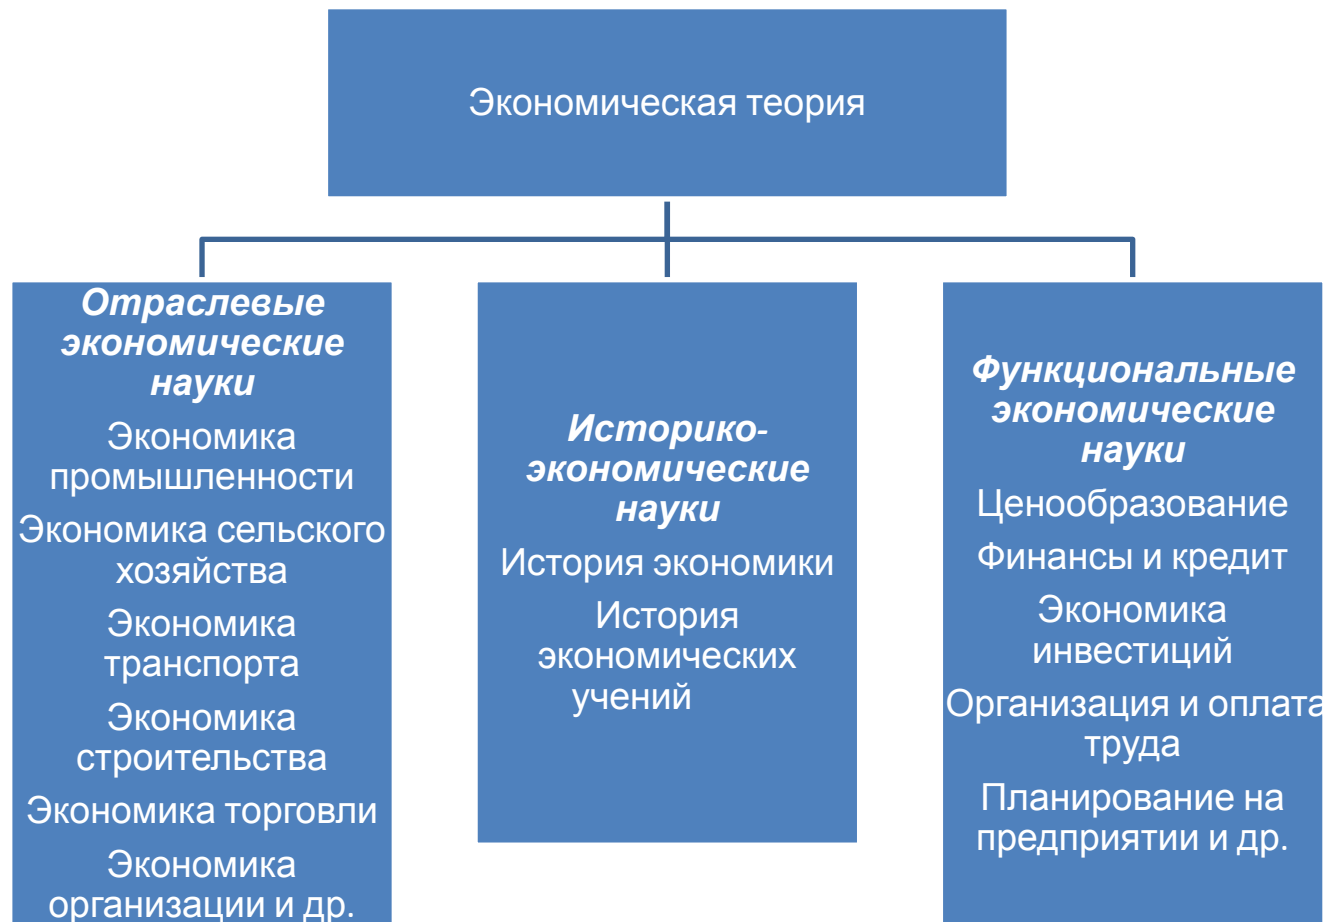 Экономическая теория
Отраслевые
экономические
науки
Экономика
промышленности
Экономика сельского
хозяйства
Экономика
транспорта
Экономика
строительства
Экономика торговли
Экономика
организации и др.
Историко-
экономические
науки
История экономики
История
экономических
учений
Функциональные
экономические
науки
Ценообразование
Финансы и кредит
Экономика
инвестиций
Организация и оплата
труда
Планирование на
предприятии и др.